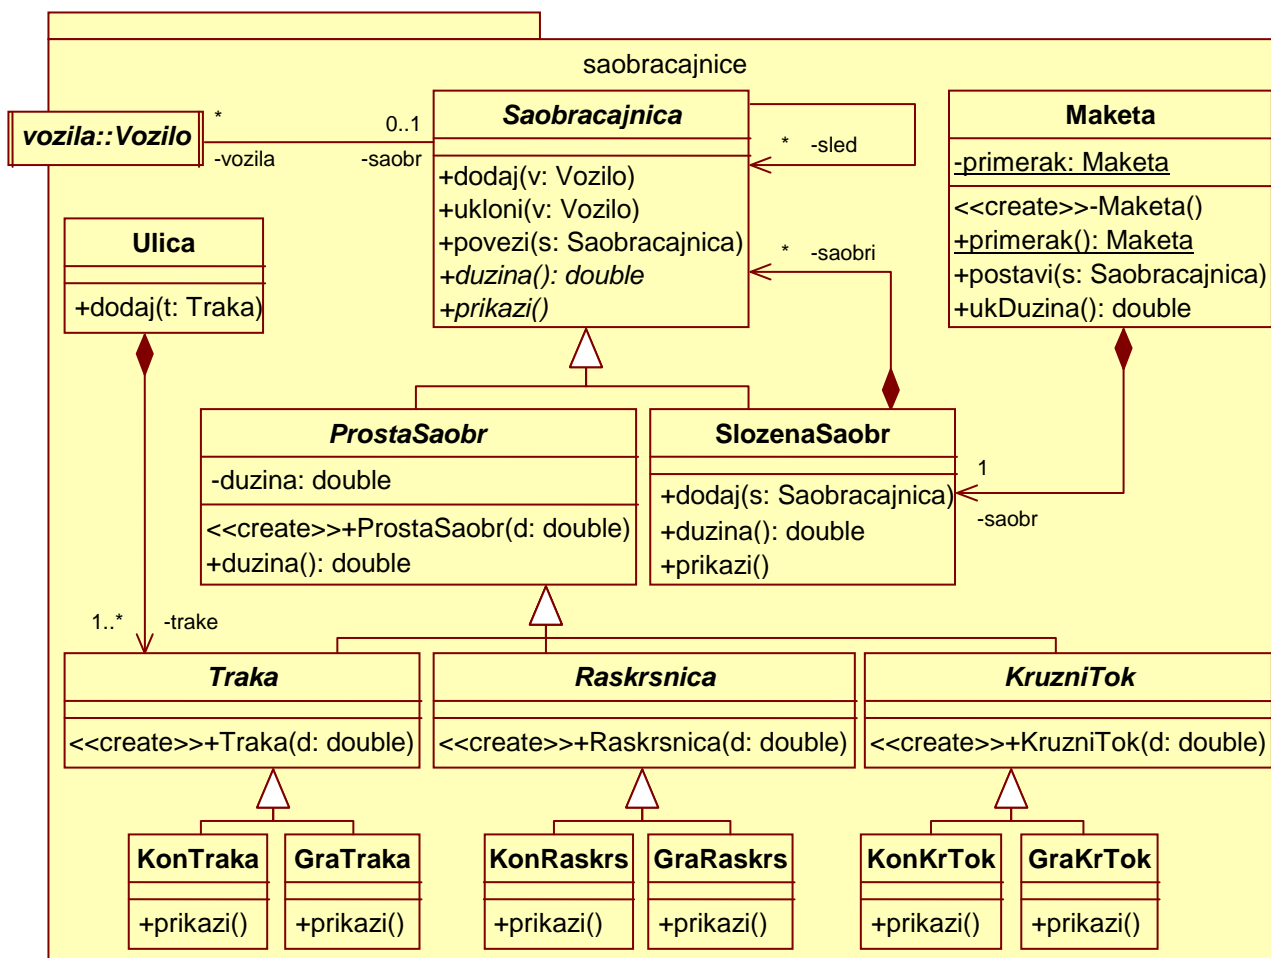 saobracajnice
vozila::Vozilo
*
-vozila
0..1
-saobr
Saobracajnica
+dodaj(v: Vozilo)
+ukloni(v: Vozilo)
+povezi(s: Saobracajnica)
+duzina(): double
+prikazi()
* -sled
* -saobri
Maketa
-primerak: Maketa
<<create>>-Maketa()
+primerak(): Maketa
+postavi(s: Saobracajnica)
+ukDuzina(): double
Ulica
+dodaj(t: Traka)
ProstaSaobr
-duzina: double
<<create>>+ProstaSaobr(d: double)
+duzina(): double
SlozenaSaobr
+dodaj(s: Saobracajnica)
+duzina(): double
+prikazi()
1
-saobr
1..* -trake
Traka
<<create>>+Traka(d: double)
Raskrsnica
<<create>>+Raskrsnica(d: double)
KruzniTok
<<create>>+KruzniTok(d: double)
KonTraka
+prikazi()
GraTraka
+prikazi()
KonRaskrs
+prikazi()
GraRaskrs
+prikazi()
KonKrTok
+prikazi()
GraKrTok
+prikazi()